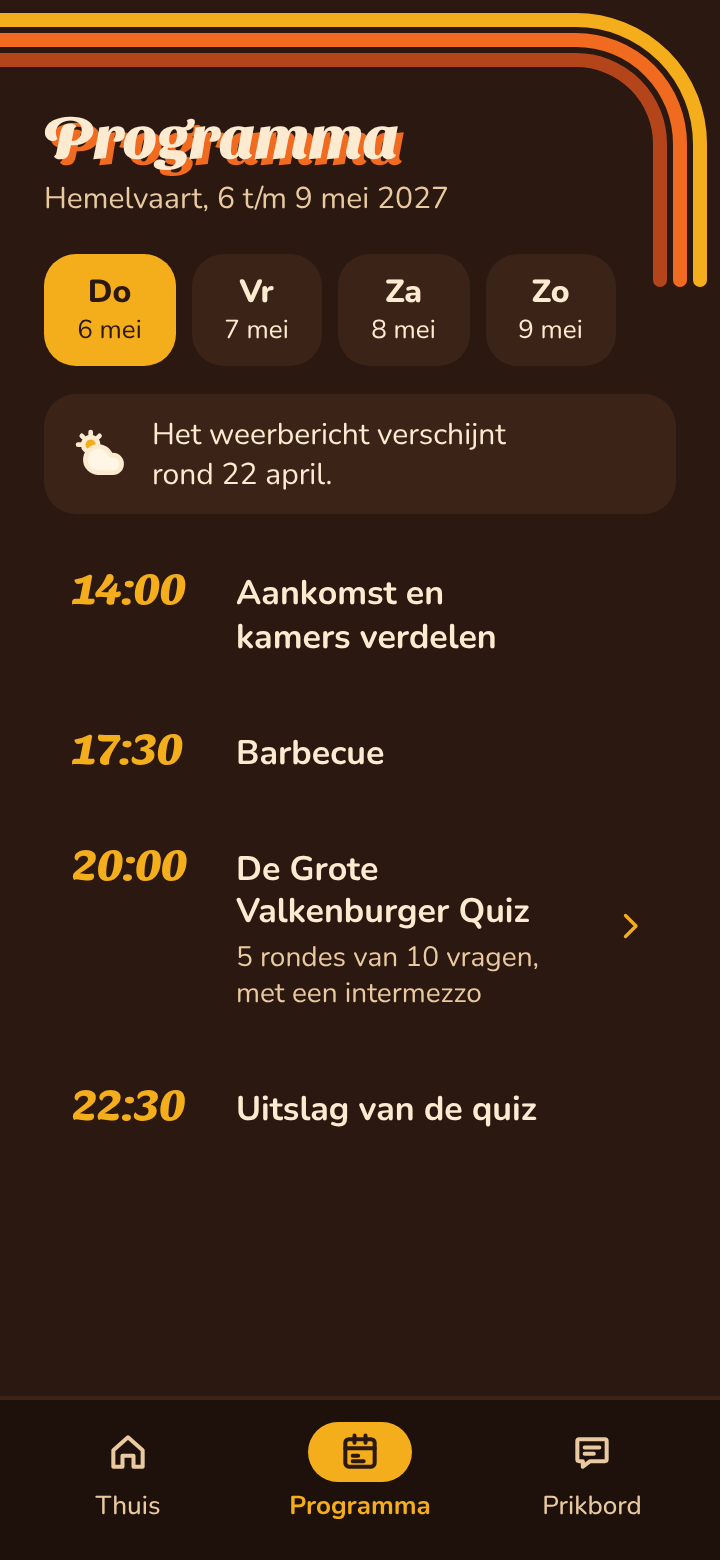 Programma
Hemelvaart, 6 t/m 9 mei 2027
Do
6 mei
Vr
7 mei
Za
8 mei
Zo
9 mei
Het weerbericht verschijnt
rond 22 april.
14:00
Aankomst en
kamers verdelen
17:30
Barbecue
20:00
De Grote
Valkenburger Quiz
5 rondes van 10 vragen,
met een intermezzo
22:30
Uitslag van de quiz
Thuis
Programma
Prikbord